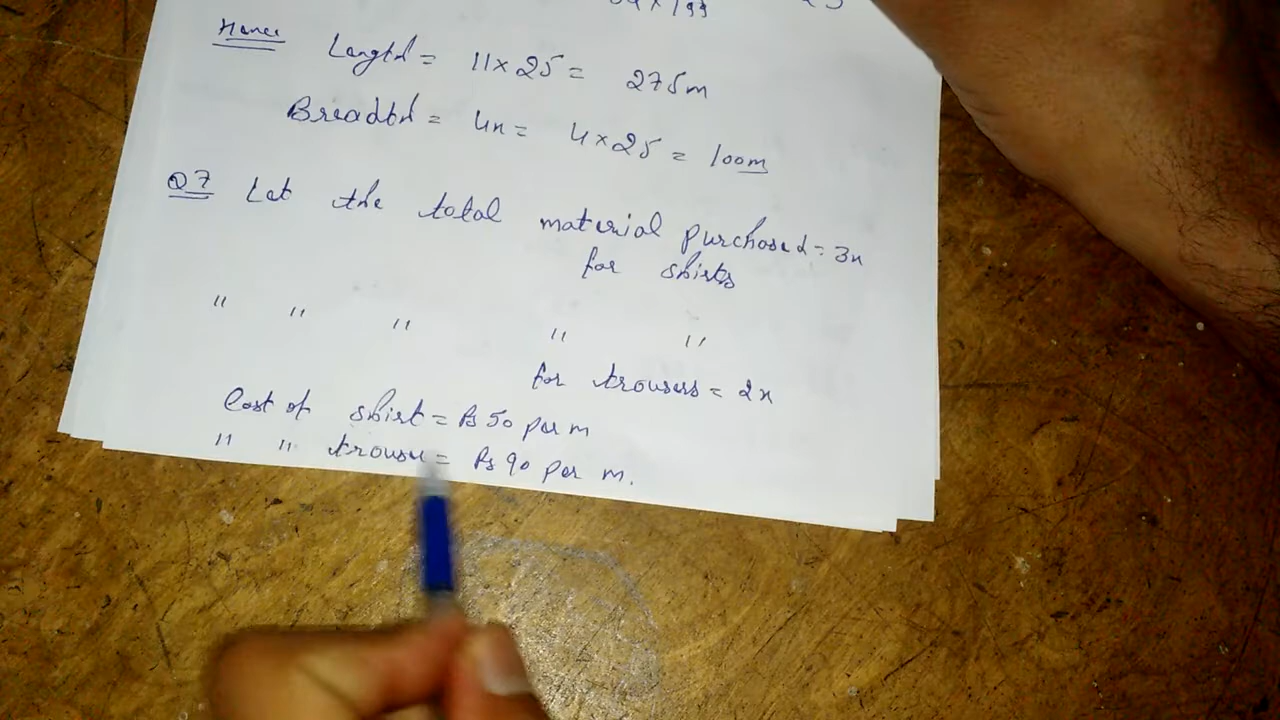 Hence Length = 11×25 = 275m
Breadth = 4x = 4×25 = 100m
Q7 Let the total material purchased = 3x
for shirts
" " " " "
for trousers = 2x
Cost of shirt = Rs 50 per m
" " trouser = Rs 90 per m.